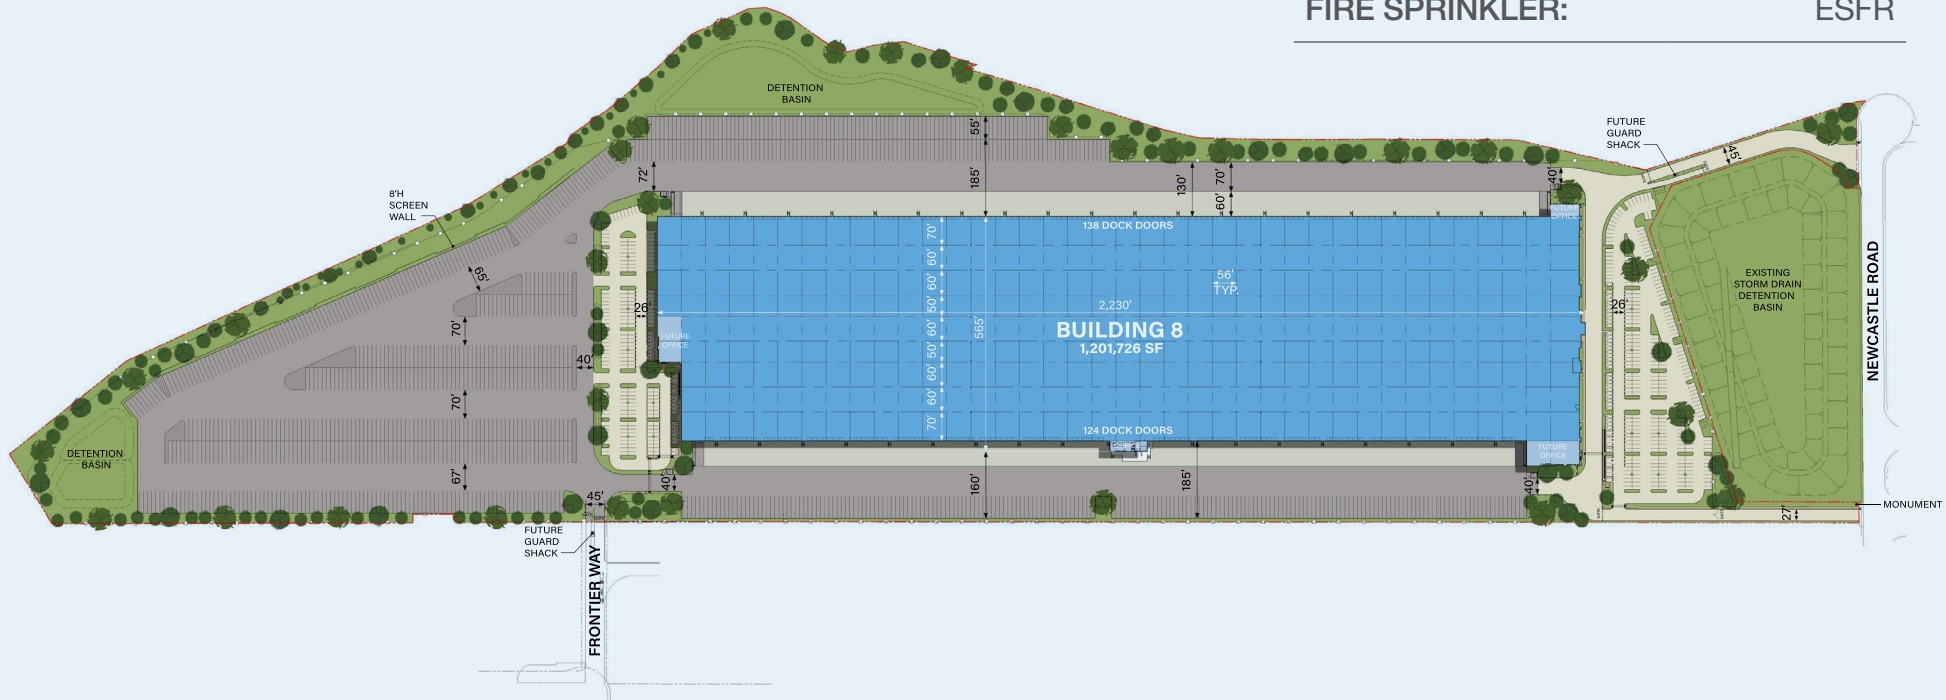 FIRE SPRINKLER: ESFR
DETENTION
BASIN
FUTURE
GUARD
SHACK
55'
45'
72'
185'
130'
70'
60'
40'
8'H
SCREEN
WALL
FUTURE
OFFICE
138 DOCK DOORS
70'
60'
60'
50'
60'
50'
60'
60'
70'
65'
56'
TYP.
2,230'
565'
26'
26'
BUILDING 8
1,201,726 SF
EXISTING
STORM DRAIN
DETENTION
BASIN
NEWCASTLE ROAD
70'
FUTURE
OFFICE
40'
70'
124 DOCK DOORS
OFFICE
FUTURE
OFFICE
DETENTION
BASIN
67'
40'
160'
185'
40'
45'
27'
MONUMENT
FUTURE
GUARD
SHACK
FRONTIER WAY